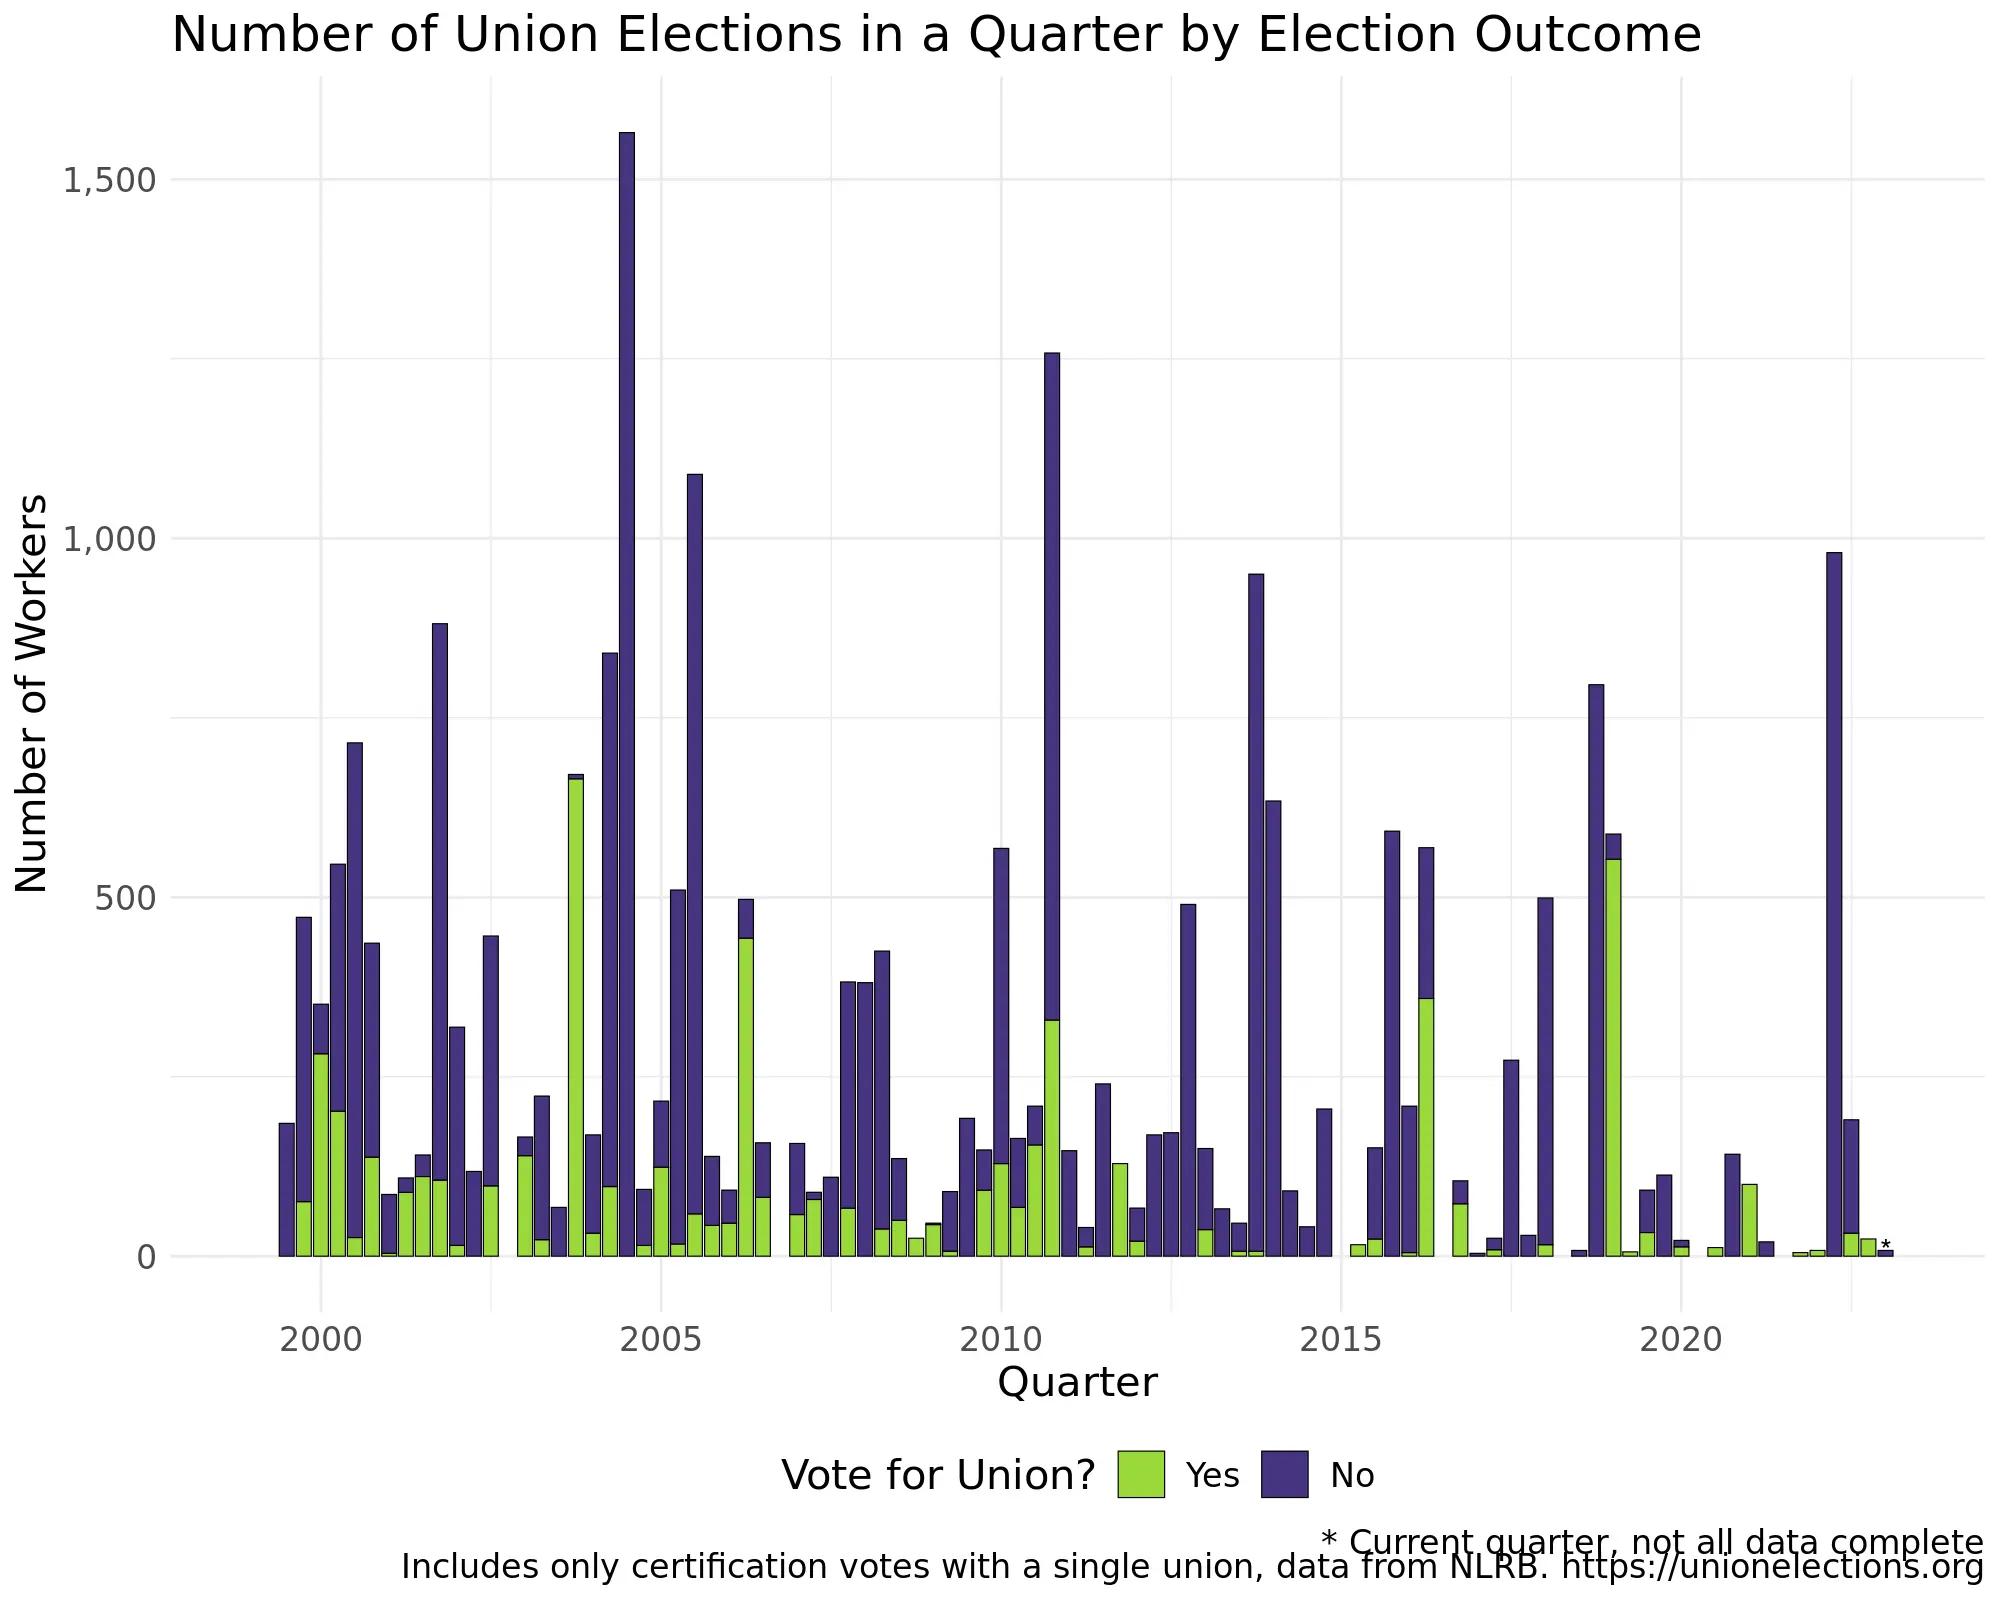 Number of Union Elections in a Quarter by Election Outcome
Number of Workers
1,500
1,000
500
0
*
2000 2005 2010 2015 2020
Quarter
Vote for Union? Yes No
* Current quarter, not all data complete
Includes only certification votes with a single union, data from NLRB. https://unionelections.org